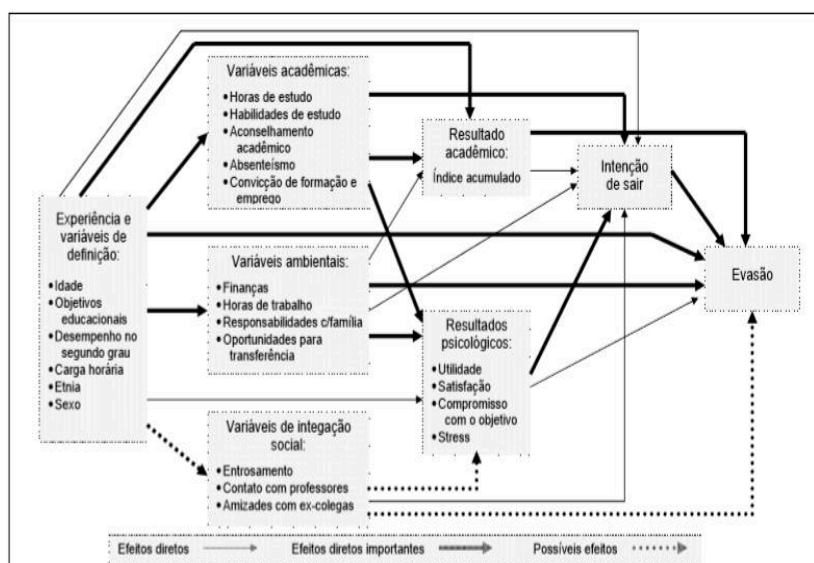 Variáveis acadêmicas:
•Horas de estudo
•Habilidades de estudo
•Aconselhamento
acadêmico
•Absenteísmo
•Convicção de formação e
emprego
Resultado
acadêmico:
Índice acumulado
Intenção
de sair
Experiência e
variáveis de
definição:
•Idade
•Objetivos
educacionais
•Desempenho no
segundo grau
•Carga horária
•Etnia
•Sexo
Variáveis ambientais:
•Finanças
•Horas de trabalho
•Responsabilidades c/família
•Oportunidades para
transferência
Evasão
Resultados
psicológicos:
•Utilidade
•Satisfação
•Compromisso
com o objetivo
•Stress
Variáveis de integação
social:
•Entrosamento
•Contato com professores
•Amizades com ex-colegas
Efeitos diretos
Efeitos diretos importantes
Possíveis efeitos